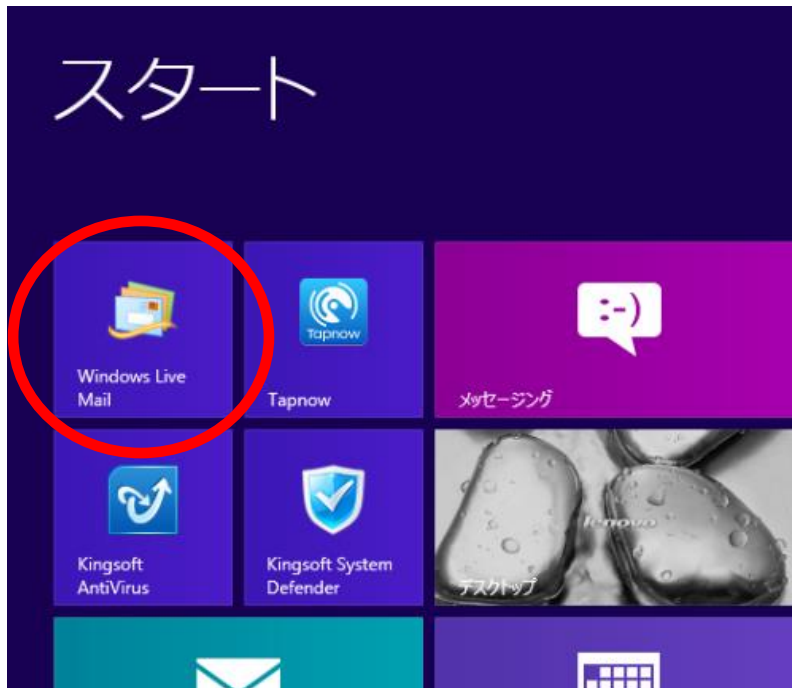 スタート
Tapnow
Windows Live
Mail
Tapnow
:-)
メッセージング
Kingsoft
AntiVirus
Kingsoft System
Defender
lenovo
デスクトップ